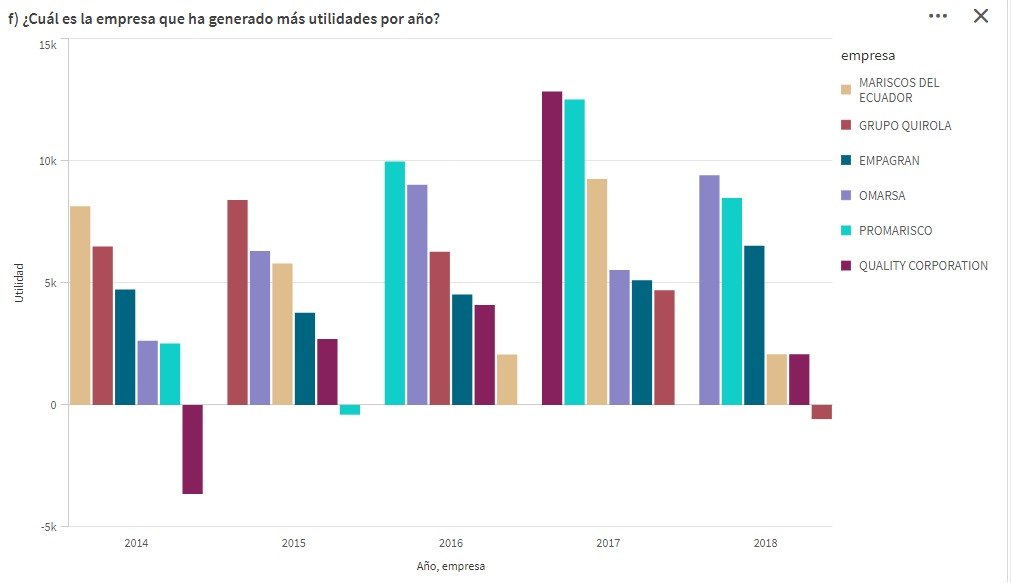 f) ¿Cuál es la empresa que ha generado más utilidades por año?
15k
10k
5k
0
-5k
Utilidad
2014
2015
2016
2017
2018
Año, empresa
empresa
MARISCOS DEL
ECUADOR
GRUPO QUIROLA
EMPAGRAN
OMARSA
PROMARISCO
QUALITY CORPORATION